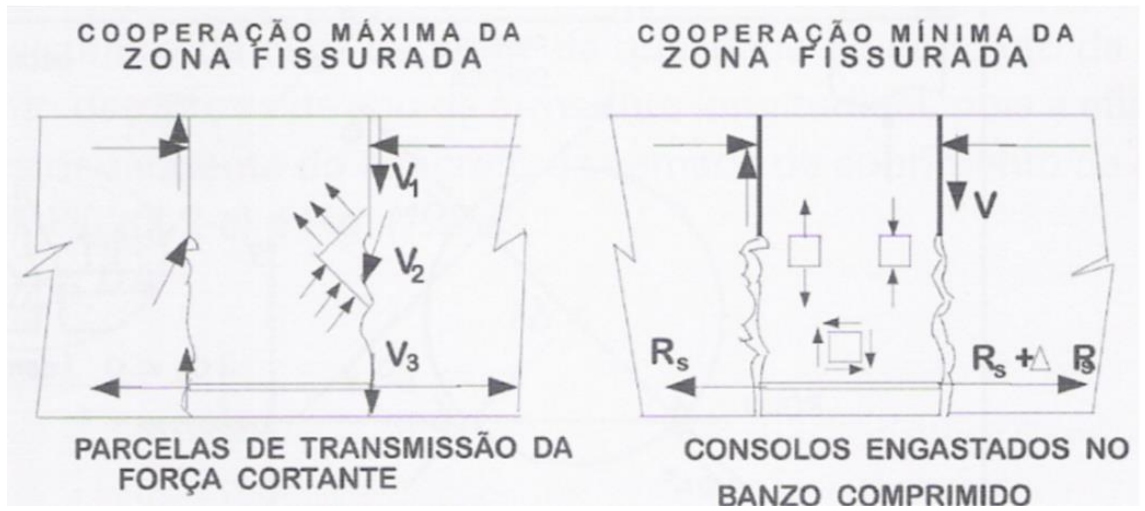 COOPERAÇÃO MÁXIMA DA
ZONA FISSURADA
COOPERAÇÃO MÍNIMA DA
ZONA FISSURADA
V1
V2
V3
V
Rs
Rs + △ Rs
PARCELAS DE TRANSMISSÃO DA
FORÇA CORTANTE
CONSOLOS ENGASTADOS NO
BANZO COMPRIMIDO